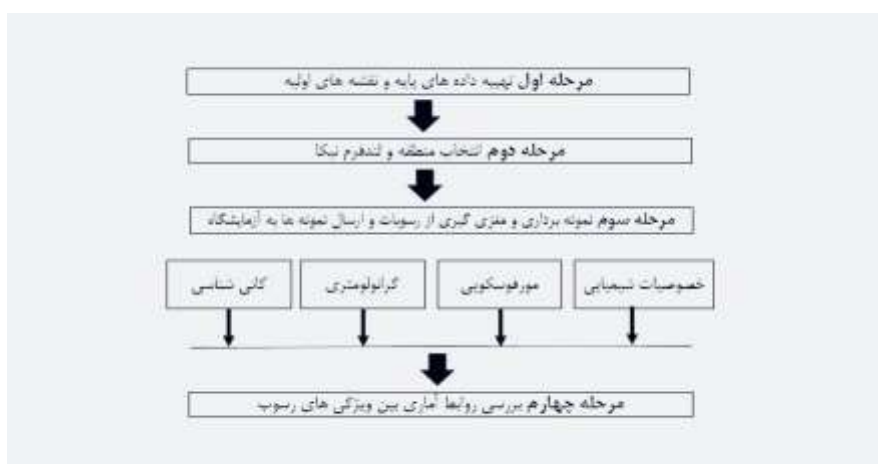 مرحله اول تهیه داده های پایه و نقشه های اولیه
مرحله دوم انتخاب منطقه و لندفرم نبکا
مرحله سوم نمونه برداری و مغزی گیری از رسوبات و ارسال نمونه ها به آزمایشگاه
خصوصیات شیمیایی
مورفوسکوپی
گرانولومتری
کانی شناسی
مرحله چهارم بررسی روابط آماری بین ویژگی های رسوب